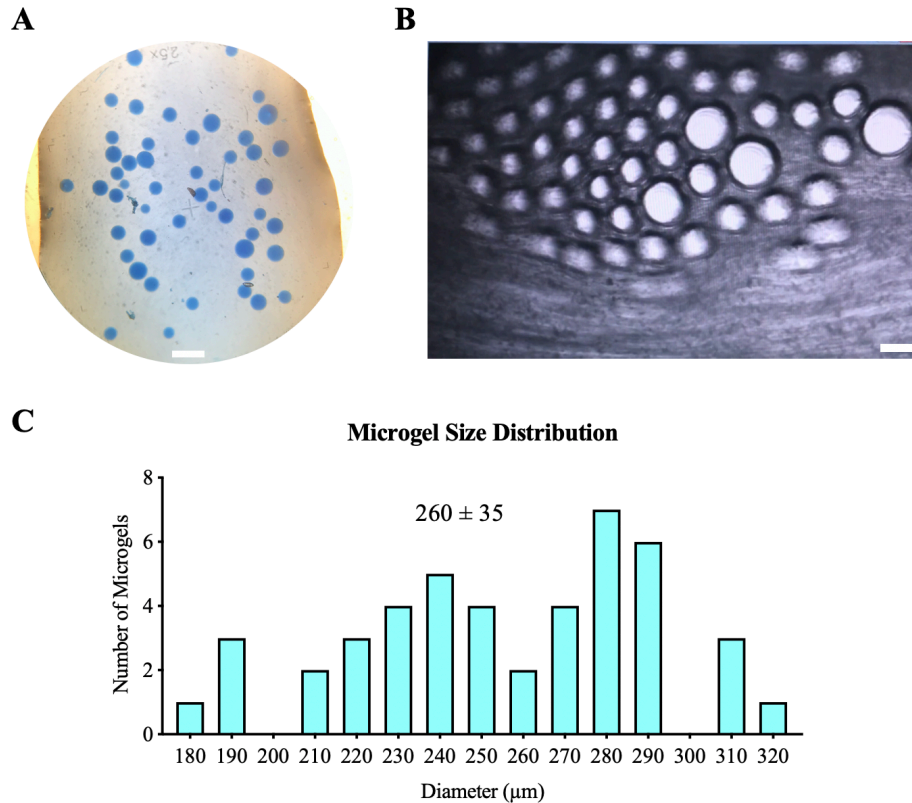 A
B
25x
C
Microgel Size Distribution
260 ± 35
Number of Microgels
8
6
4
2
0
180 190 200 210 220 230 240 250 260 270 280 290 300 310 320
Diameter (μm)